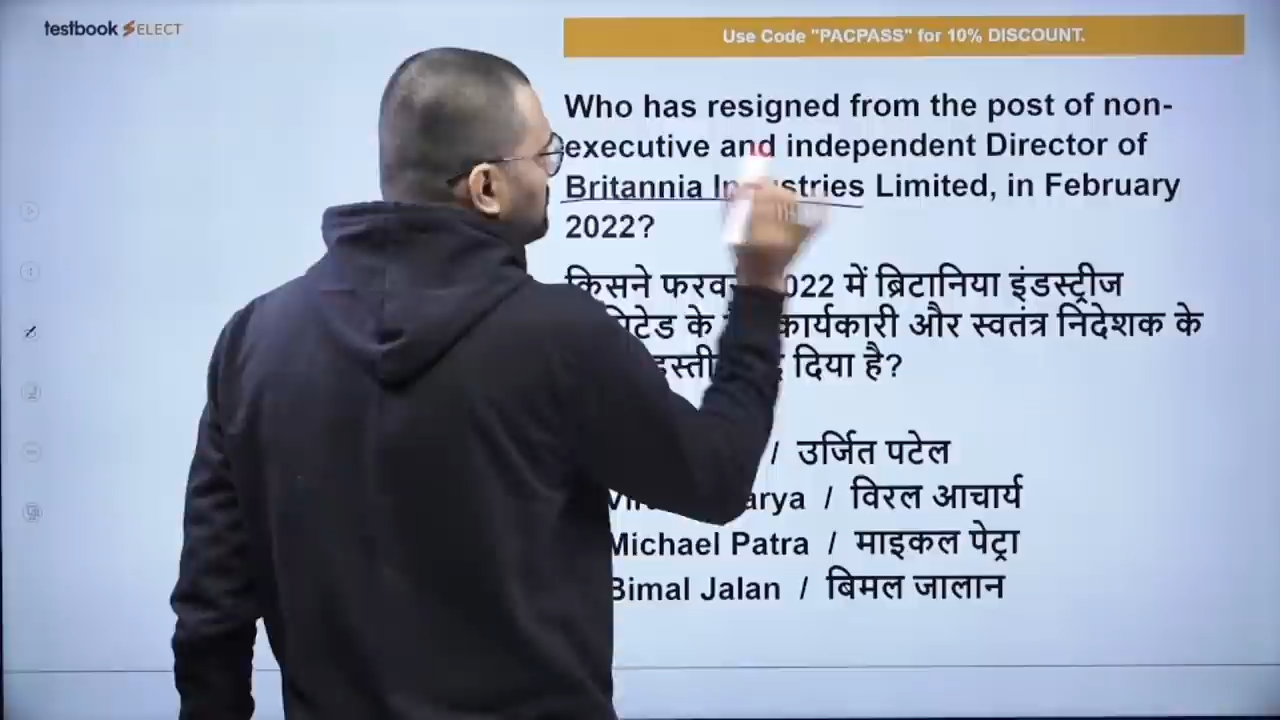 testbook SELECT
Use Code "PACPASS" for 10% DISCOUNT.
Who has resigned from the post of non-
executive and independent Director of
Britannia Industries Limited, in February
2022?
किसने 2022 में ब्रिटानिया इंडस्ट्रीज
के कार्यकारी और स्वतंत्र निदेशक के
दिया है?
/ उर्जित पटेल
/ विरल आचार्य
Michael Patra / माइकल पेट्रा
Bimal Jalan / बिमल जालान